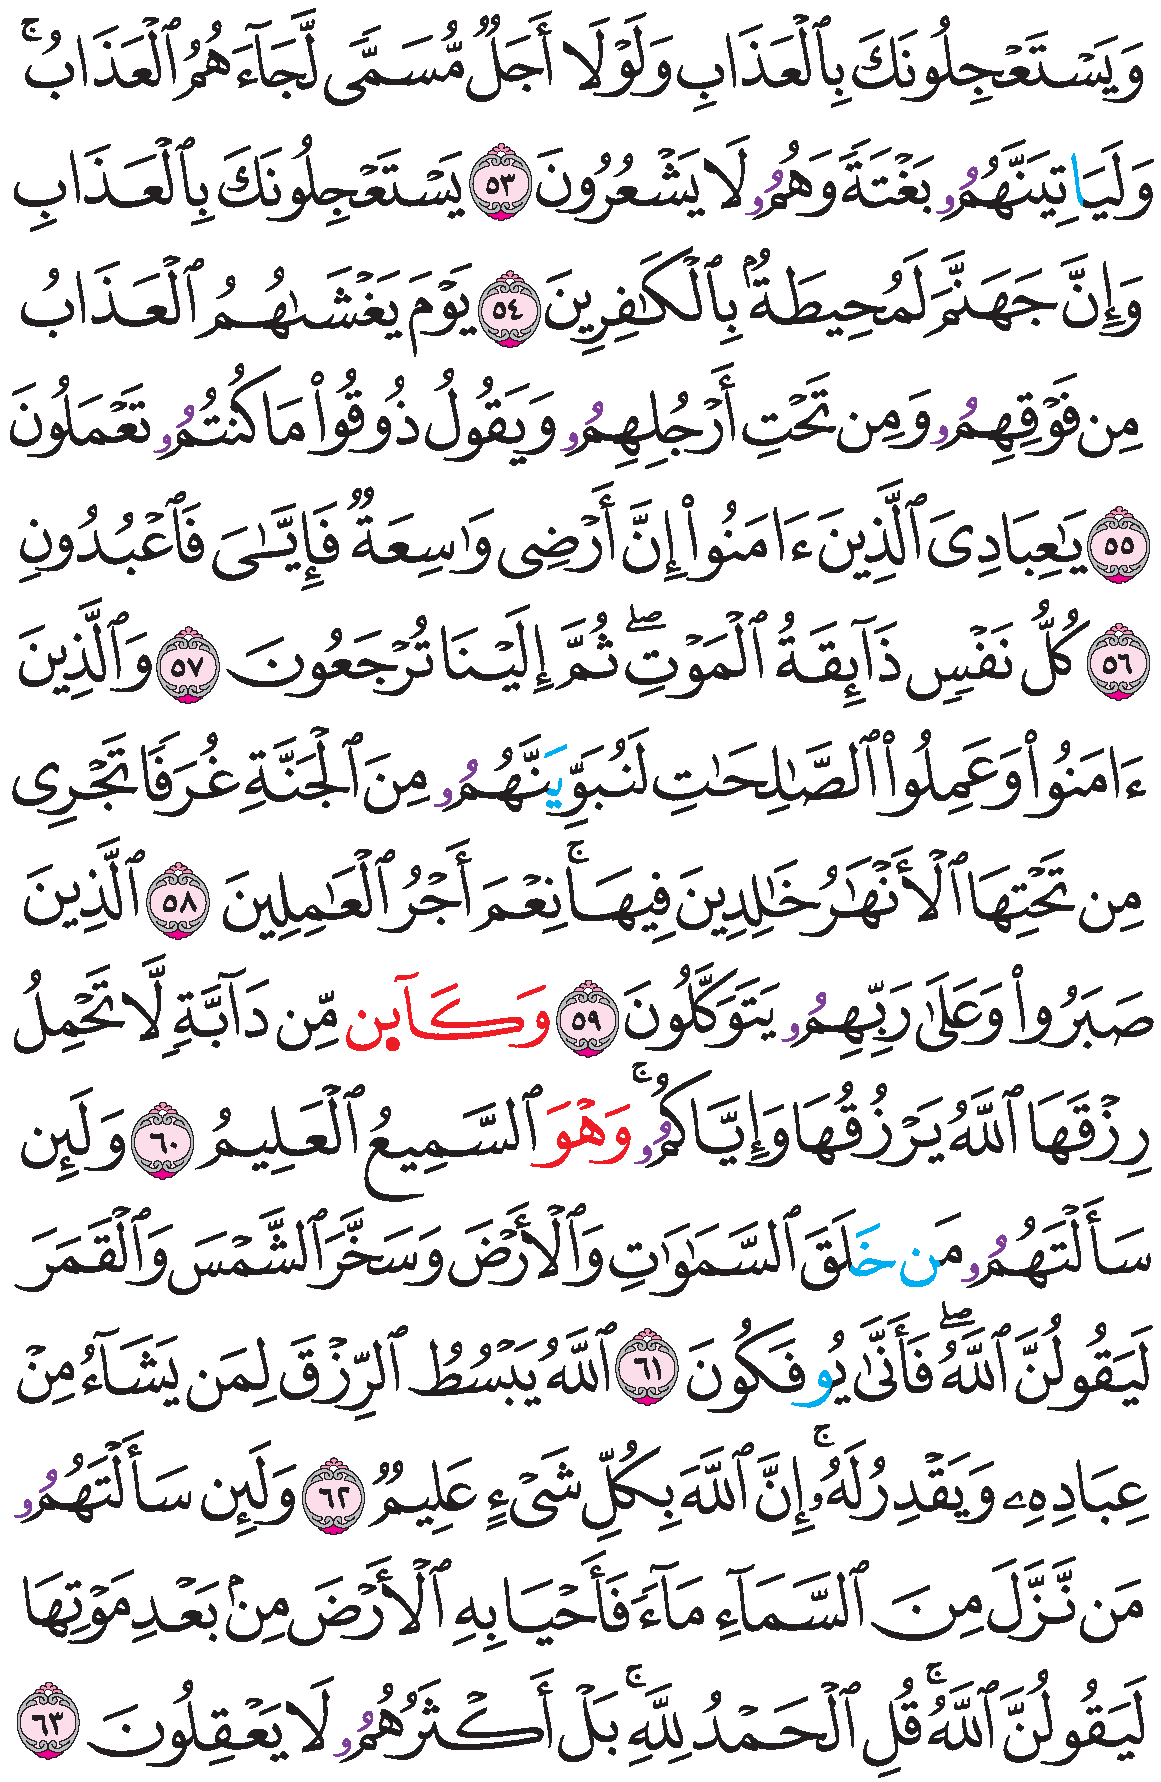 وَيَسْتَعْجِلُونَكَ بِٱلْعَذَابِ وَلَوْلَآ أَجَلٌ مُّسَمًّى لَّجَآءَهُمُ ٱلْعَذَابُ ۚ
وَلَيَاتِيَنَّهُمُۥ بَغْتَةً وَهُمُۥ لَا يَشْعُرُونَ ٥٣ يَسْتَعْجِلُونَكَ بِٱلْعَذَابِ
وَإِنَّ جَهَنَّمَ لَمُحِيطَةٌۢ بِٱلْكَٰفِرِينَ ٥٤ يَوْمَ يَغْشَىٰهُمُ ٱلْعَذَابُ
مِن فَوْقِهِمُۥ وَمِن تَحْتِ أَرْجُلِهِمُۥ وَيَقُولُ ذُوقُوا۟ مَا كُنتُمُۥ تَعْمَلُونَ
٥٥ يَٰعِبَادِىَ ٱلَّذِينَ ءَامَنُوٓا۟ إِنَّ أَرْضِى وَٰسِعَةٌ فَإِيَّٰىَ فَٱعْبُدُونِ
٥٦ كُلُّ نَفْسٍ ذَآئِقَةُ ٱلْمَوْتِ ۖ ثُمَّ إِلَيْنَا تُرْجَعُونَ ٥٧ وَٱلَّذِينَ
ءَامَنُوا۟ وَعَمِلُوا۟ ٱلصَّٰلِحَٰتِ لَنُبَوِّيَنَّهُمُۥ مِنَ ٱلْجَنَّةِ غُرَفًا تَجْرِى
مِن تَحْتِهَا ٱلْأَنْهَٰرُ خَٰلِدِينَ فِيهَا ۚ نِعْمَ أَجْرُ ٱلْعَٰمِلِينَ ٥٨ ٱلَّذِينَ
صَبَرُوا۟ وَعَلَىٰ رَبِّهِمُۥ يَتَوَكَّلُونَ ٥٩ وَكَآىِٕن مِّن دَآبَّةٍ لَّا تَحْمِلُ
رِزْقَهَا ٱللَّهُ يَرْزُقُهَا وَإِيَّاكُمُۥ ۚ وَهْوَ ٱلسَّمِيعُ ٱلْعَلِيمُ ٦٠ وَلَئِن
سَأَلْتَهُمُۥ مَن خَلَقَ ٱلسَّمَٰوَٰتِ وَٱلْأَرْضَ وَسَخَّرَ ٱلشَّمْسَ وَٱلْقَمَرَ
لَيَقُولُنَّ ٱللَّهُ ۖ فَأَنَّىٰ يُوفَكُونَ ٦١ ٱللَّهُ يَبْسُطُ ٱلرِّزْقَ لِمَن يَشَآءُ مِنْ
عِبَادِهِۦ وَيَقْدِرُ لَهُۥ ۚ إِنَّ ٱللَّهَ بِكُلِّ شَىْءٍ عَلِيمٌ ٦٢ وَلَئِن سَأَلْتَهُمُۥ
مَن نَّزَّلَ مِنَ ٱلسَّمَآءِ مَآءً فَأَحْيَا بِهِ ٱلْأَرْضَ مِنۢ بَعْدِ مَوْتِهَا
لَيَقُولُنَّ ٱللَّهُ ۚ قُلِ ٱلْحَمْدُ لِلَّهِ ۚ بَلْ أَكْثَرُهُمُۥ لَا يَعْقِلُونَ ٦٣